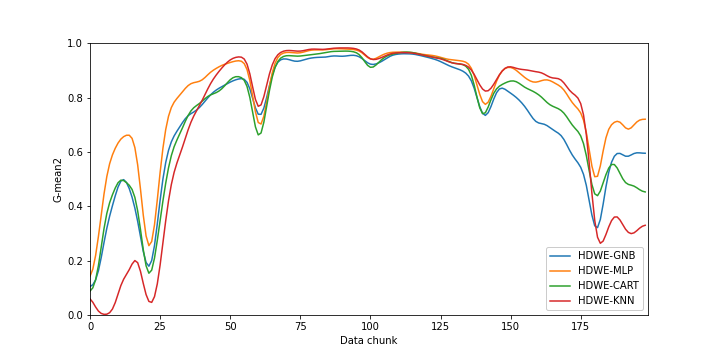 1.0
0.8
0.6
0.4
0.2
0.0
G-mean2
0
25
50
75
100
125
150
175
Data chunk
HDWE-GNB
HDWE-MLP
HDWE-CART
HDWE-KNN